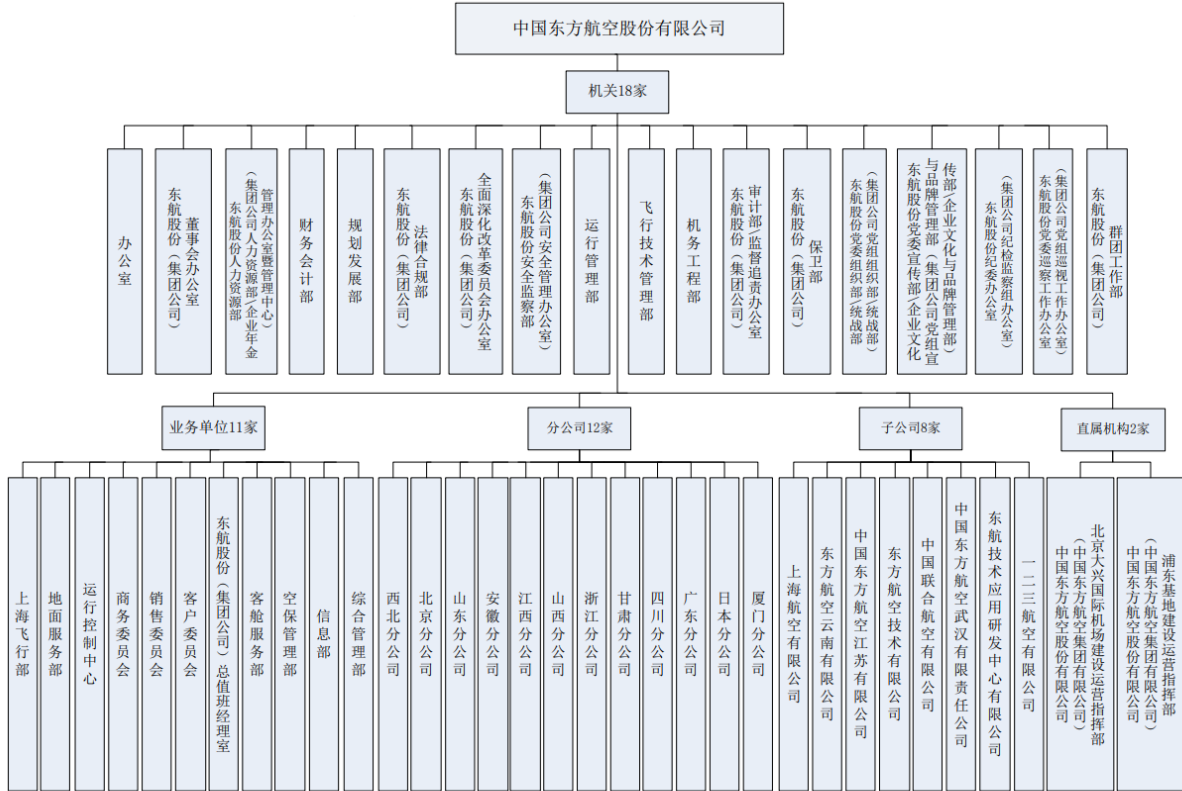 中国东方航空股份有限公司
机关18家
办公室
东航股份（集团公司）
董事会办公室
东航股份人力资源部
（集团公司人力资源部\企业年金
管理办公室暨管理中心）
财务会计部
规划发展部
东航股份（集团公司）
法律合规部
东航股份（集团公司）
全面深化改革委员会办公室
东航股份安全监察部
（集团公司安全管理办公室）
运行管理部
飞行技术管理部
机务工程部
东航股份（集团公司）
审计部\监督追责办公室
东航股份（集团公司）
保卫部
东航股份党委组织部\统战部
（集团公司党组组织部\统战部）
东航股份党委宣传部\企业文化
与品牌管理部（集团公司党组宣
传部\企业文化与品牌管理部）
东航股份纪委办公室
（集团公司纪检监察组办公室）
东航股份党委巡察工作办公室
（集团公司党组巡视工作办公室）
东航股份（集团公司）
群团工作部
业务单位11家
分公司12家
子公司8家
直属机构2家
上海飞行部
地面服务部
运行控制中心
商务委员会
销售委员会
客户委员会
东航股份（集团公司）总值班经理室
客舱服务部
空保管理部
信息部
综合管理部
西北分公司
北京分公司
山东分公司
安徽分公司
江西分公司
山西分公司
浙江分公司
甘肃分公司
四川分公司
广东分公司
日本分公司
厦门分公司
上海航空有限公司
东方航空云南有限公司
中国东方航空江苏有限公司
东方航空技术有限公司
中国联合航空有限公司
中国东方航空武汉有限责任公司
东航技术应用研发中心有限公司
一二三航空有限公司
中国东方航空股份有限公司
（中国东方航空集团有限公司）
北京大兴国际机场建设运营指挥部
中国东方航空股份有限公司
（中国东方航空集团有限公司）
浦东基地建设运营指挥部